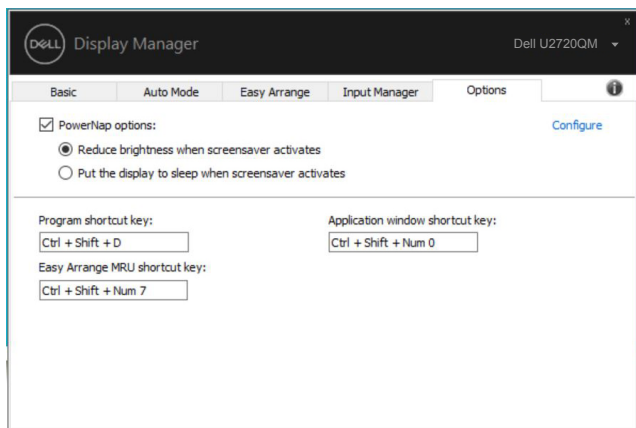 x
DELL Display Manager
Dell U2720QM
Basic Auto Mode Easy Arrange Input Manager Options
PowerNap options:
Configure
Reduce brightness when screensaver activates
Put the display to sleep when screensaver activates
Program shortcut key:
Application window shortcut key:
Ctrl + Shift + D
Ctrl + Shift + Num 0
Easy Arrange MRU shortcut key:
Ctrl + Shift + Num 7